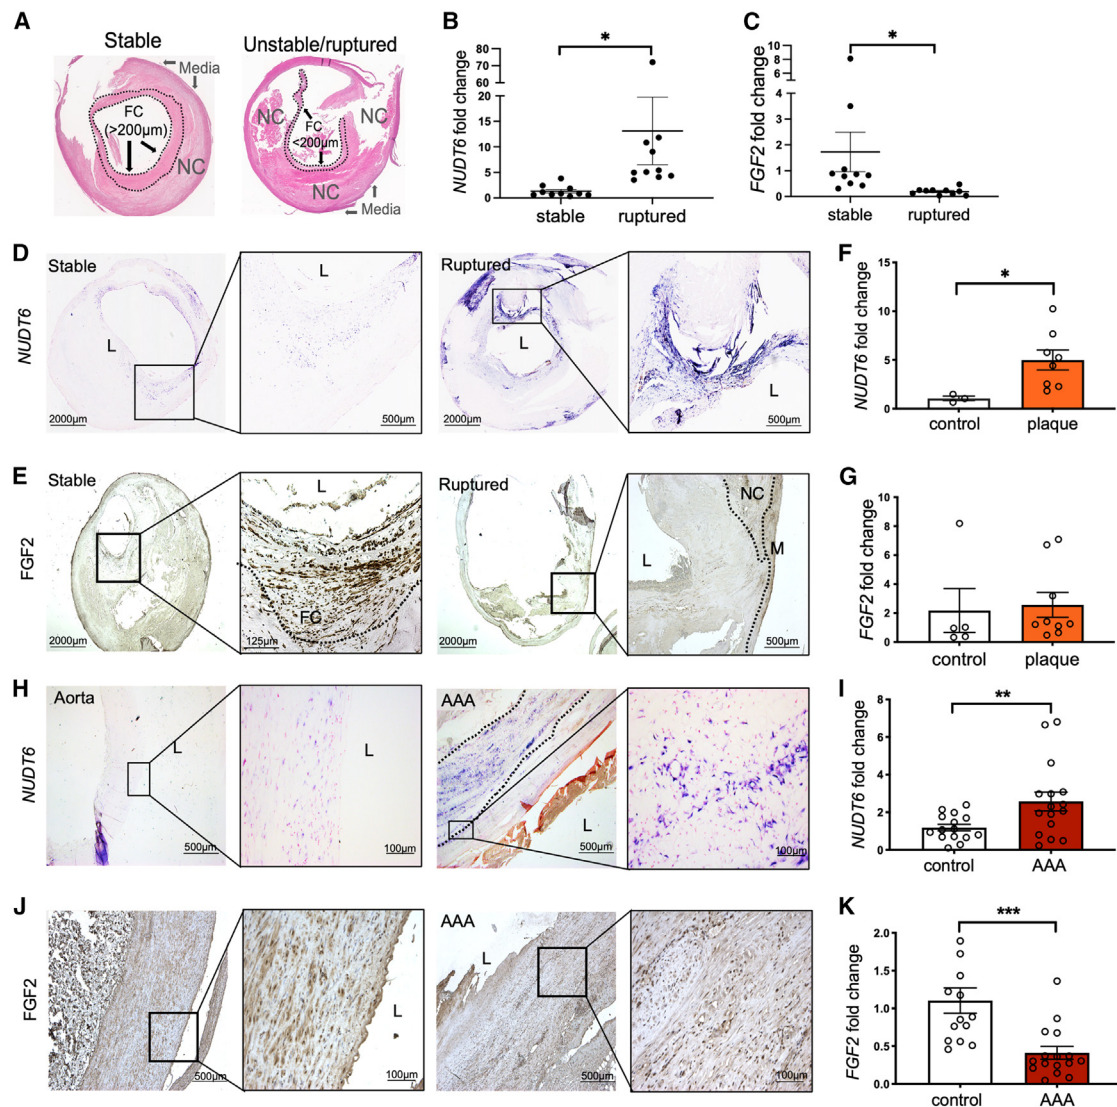 A
Stable
Unstable/ruptured
Media
FC
(>200µm)
NC
NC
NC
FC
<200µm
NC
Media
B
NUDT6 fold change
80
70
60
20
15
10
5
0
*
stable
ruptured
C
FGF2 fold change
10
8
6
4
2
0
*
stable
ruptured
D
NUDT6
Stable
L
2000µm
L
500µm
Ruptured
L
2000µm
L
500µm
F
NUDT6 fold change
15
10
5
0
*
control
plaque
E
FGF2
Stable
2000µm
L
FC
125µm
Ruptured
2000µm
NC
L
M
500µm
G
FGF2 fold change
10
8
6
4
2
0
control
plaque
H
NUDT6
Aorta
L
500µm
L
100µm
AAA
L
500µm
100µm
I
NUDT6 fold change
8
6
4
2
0
**
control
AAA
J
FGF2
500µm
L
100µm
AAA
L
500µm
100µm
K
FGF2 fold change
2.0
1.5
1.0
0.5
0.0
***
control
AAA